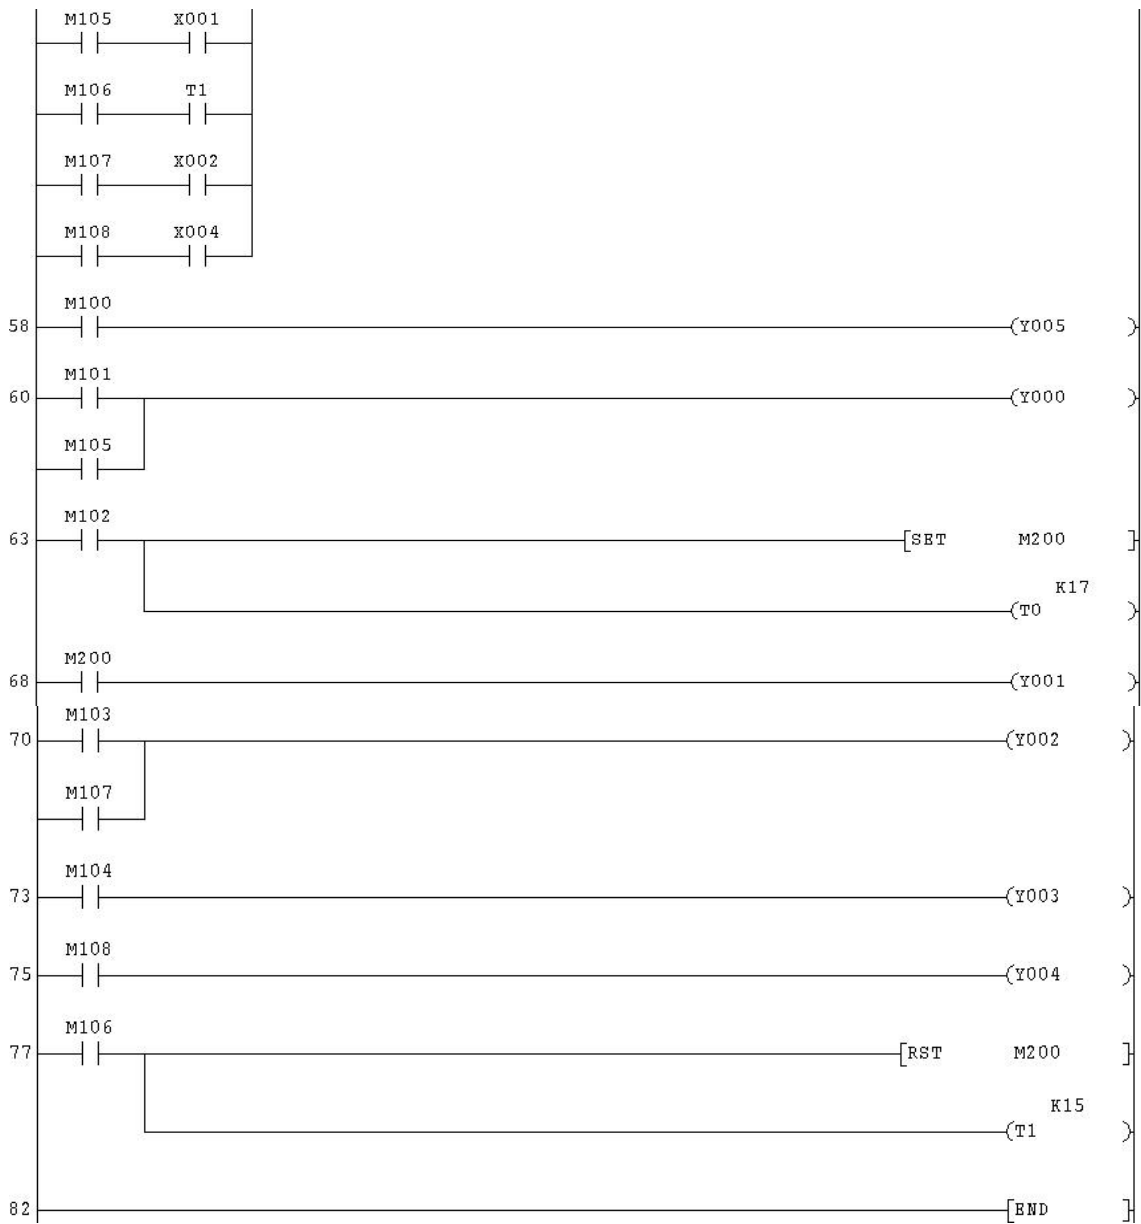 M105 X001
M106 T1
M107 X002
M108 X004
M100
58 Y005
M101
60 Y000
M105
M102
63 SET M200
K17
T0
M200
68 Y001
M103
70 Y002
M107
M104
73 Y003
M108
75 Y004
M106
77 RST M200
K15
T1
82 END